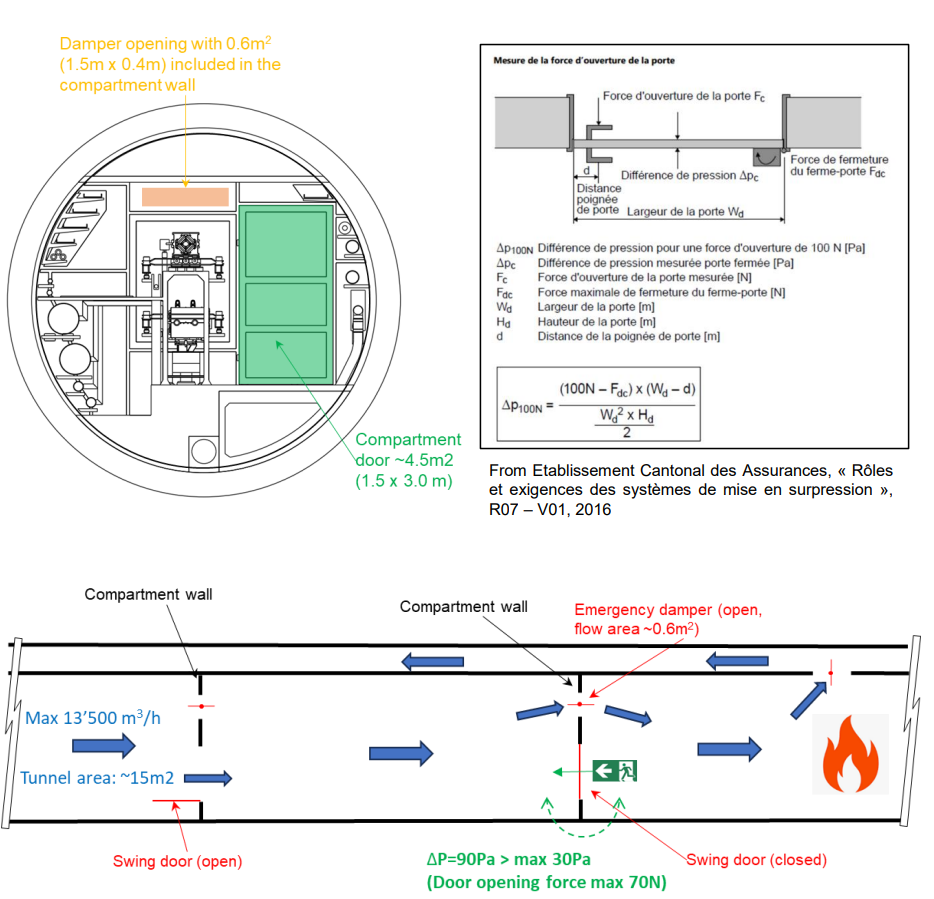 Damper opening with 0.6m²
(1.5m x 0.4m) included in the
compartment wall
Compartment
door ~4.5m2
(1.5 x 3.0 m)
Mesure de la force d'ouverture de la porte
Force d'ouverture de la porte Fc
d
Distance
poignée
de porte
Différence de pression Δpc
Largeur de la porte Wd
Force de fermeture
du ferme-porte Fdc
Δp100N Différence de pression pour une force d'ouverture de 100 N [Pa]
Δpc Différence de pression mesurée porte fermée [Pa]
Fc Force d'ouverture de la porte mesurée [N]
Fdc Force maximale de fermeture du ferme-porte [N]
Wd Largeur de la porte [m]
Hd Hauteur de la porte [m]
d Distance de la poignée de porte [m]
(100N – Fdc) x (Wd – d)
Δp100N =
Wd² x Hd
2
From Etablissement Cantonal des Assurances, « Rôles
et exigences des systèmes de mise en surpression »,
R07 – V01, 2016
Compartment wall
Compartment wall
Emergency damper (open,
flow area ~0.6m²)
Max 13'500 m³/h
Tunnel area: ~15m2
Swing door (open)
ΔP=90Pa > max 30Pa
(Door opening force max 70N)
Swing door (closed)